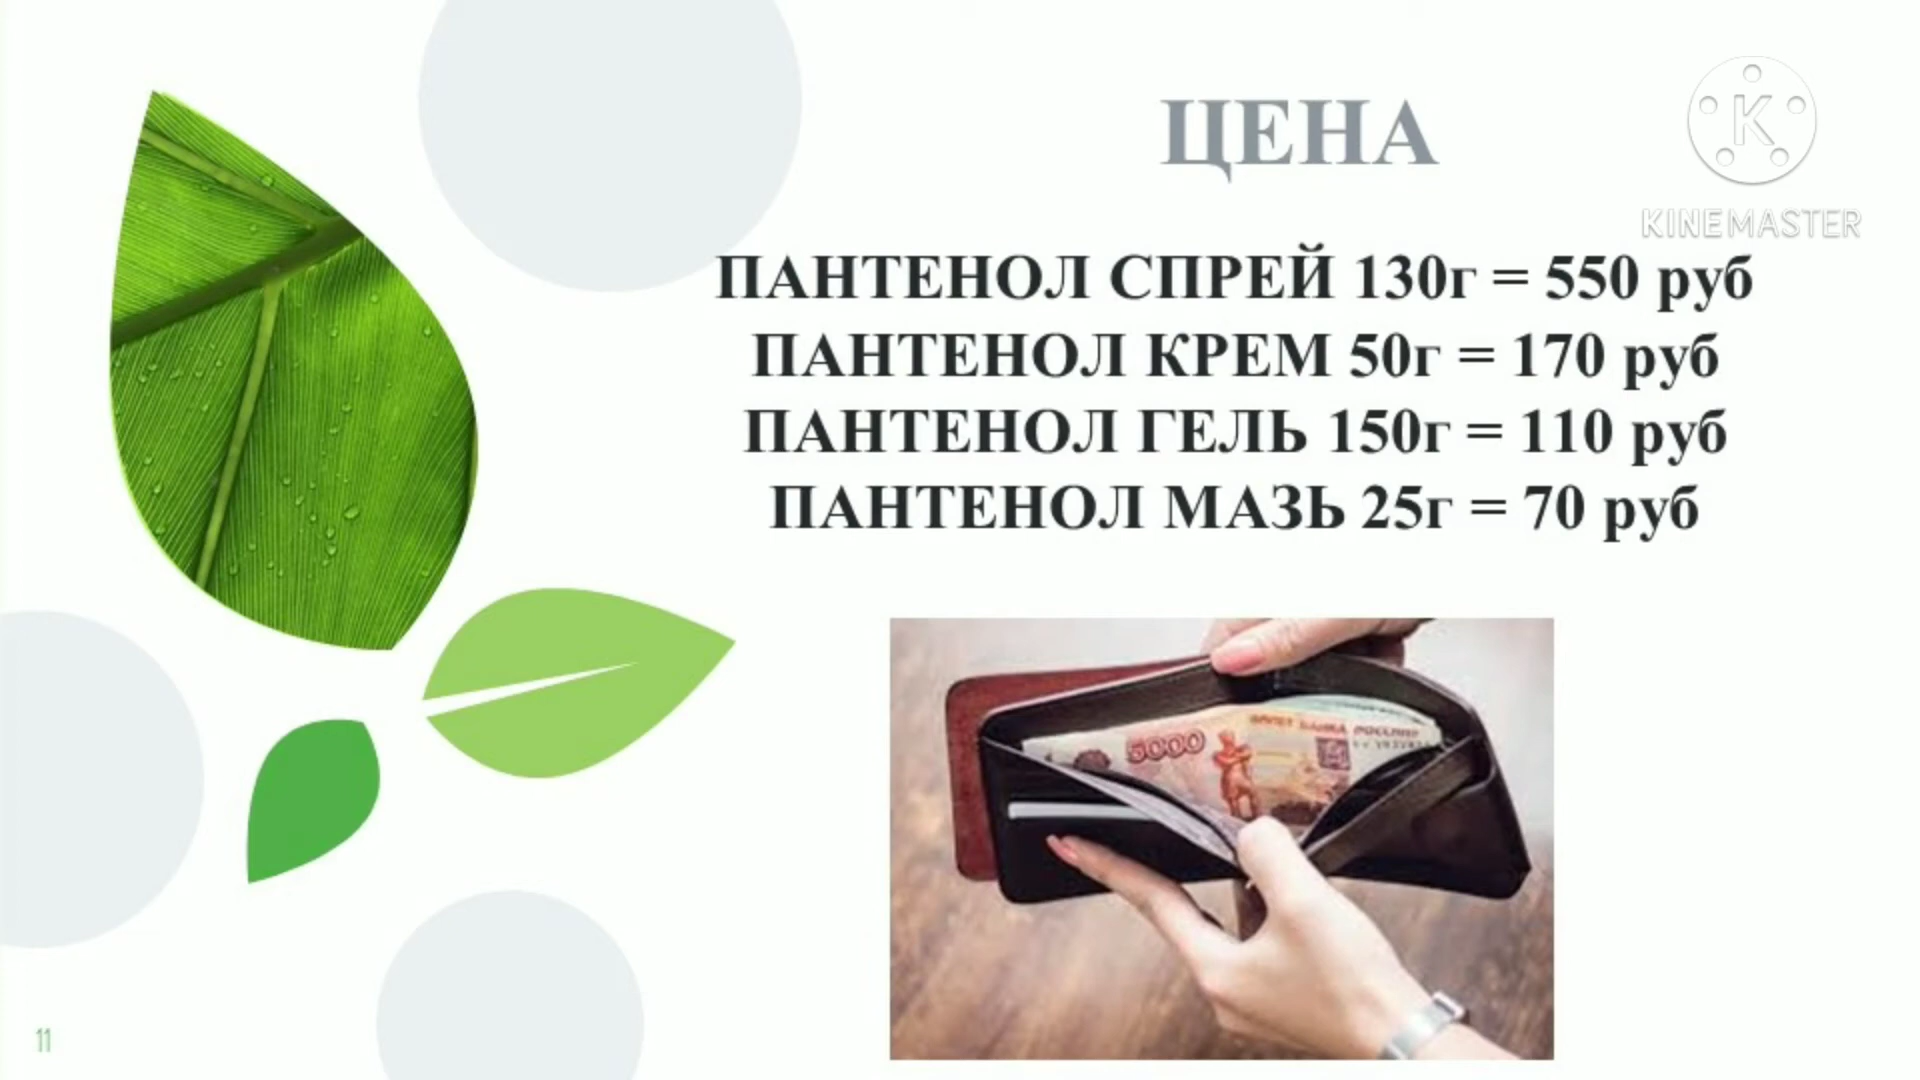 ЦЕНА
KINEMASTER
ПАНТЕНОЛ СПРЕЙ 130г = 550 руб
ПАНТЕНОЛ КРЕМ 50г = 170 руб
ПАНТЕНОЛ ГЕЛЬ 150г = 110 руб
ПАНТЕНОЛ МАЗЬ 25г = 70 руб
5000
11